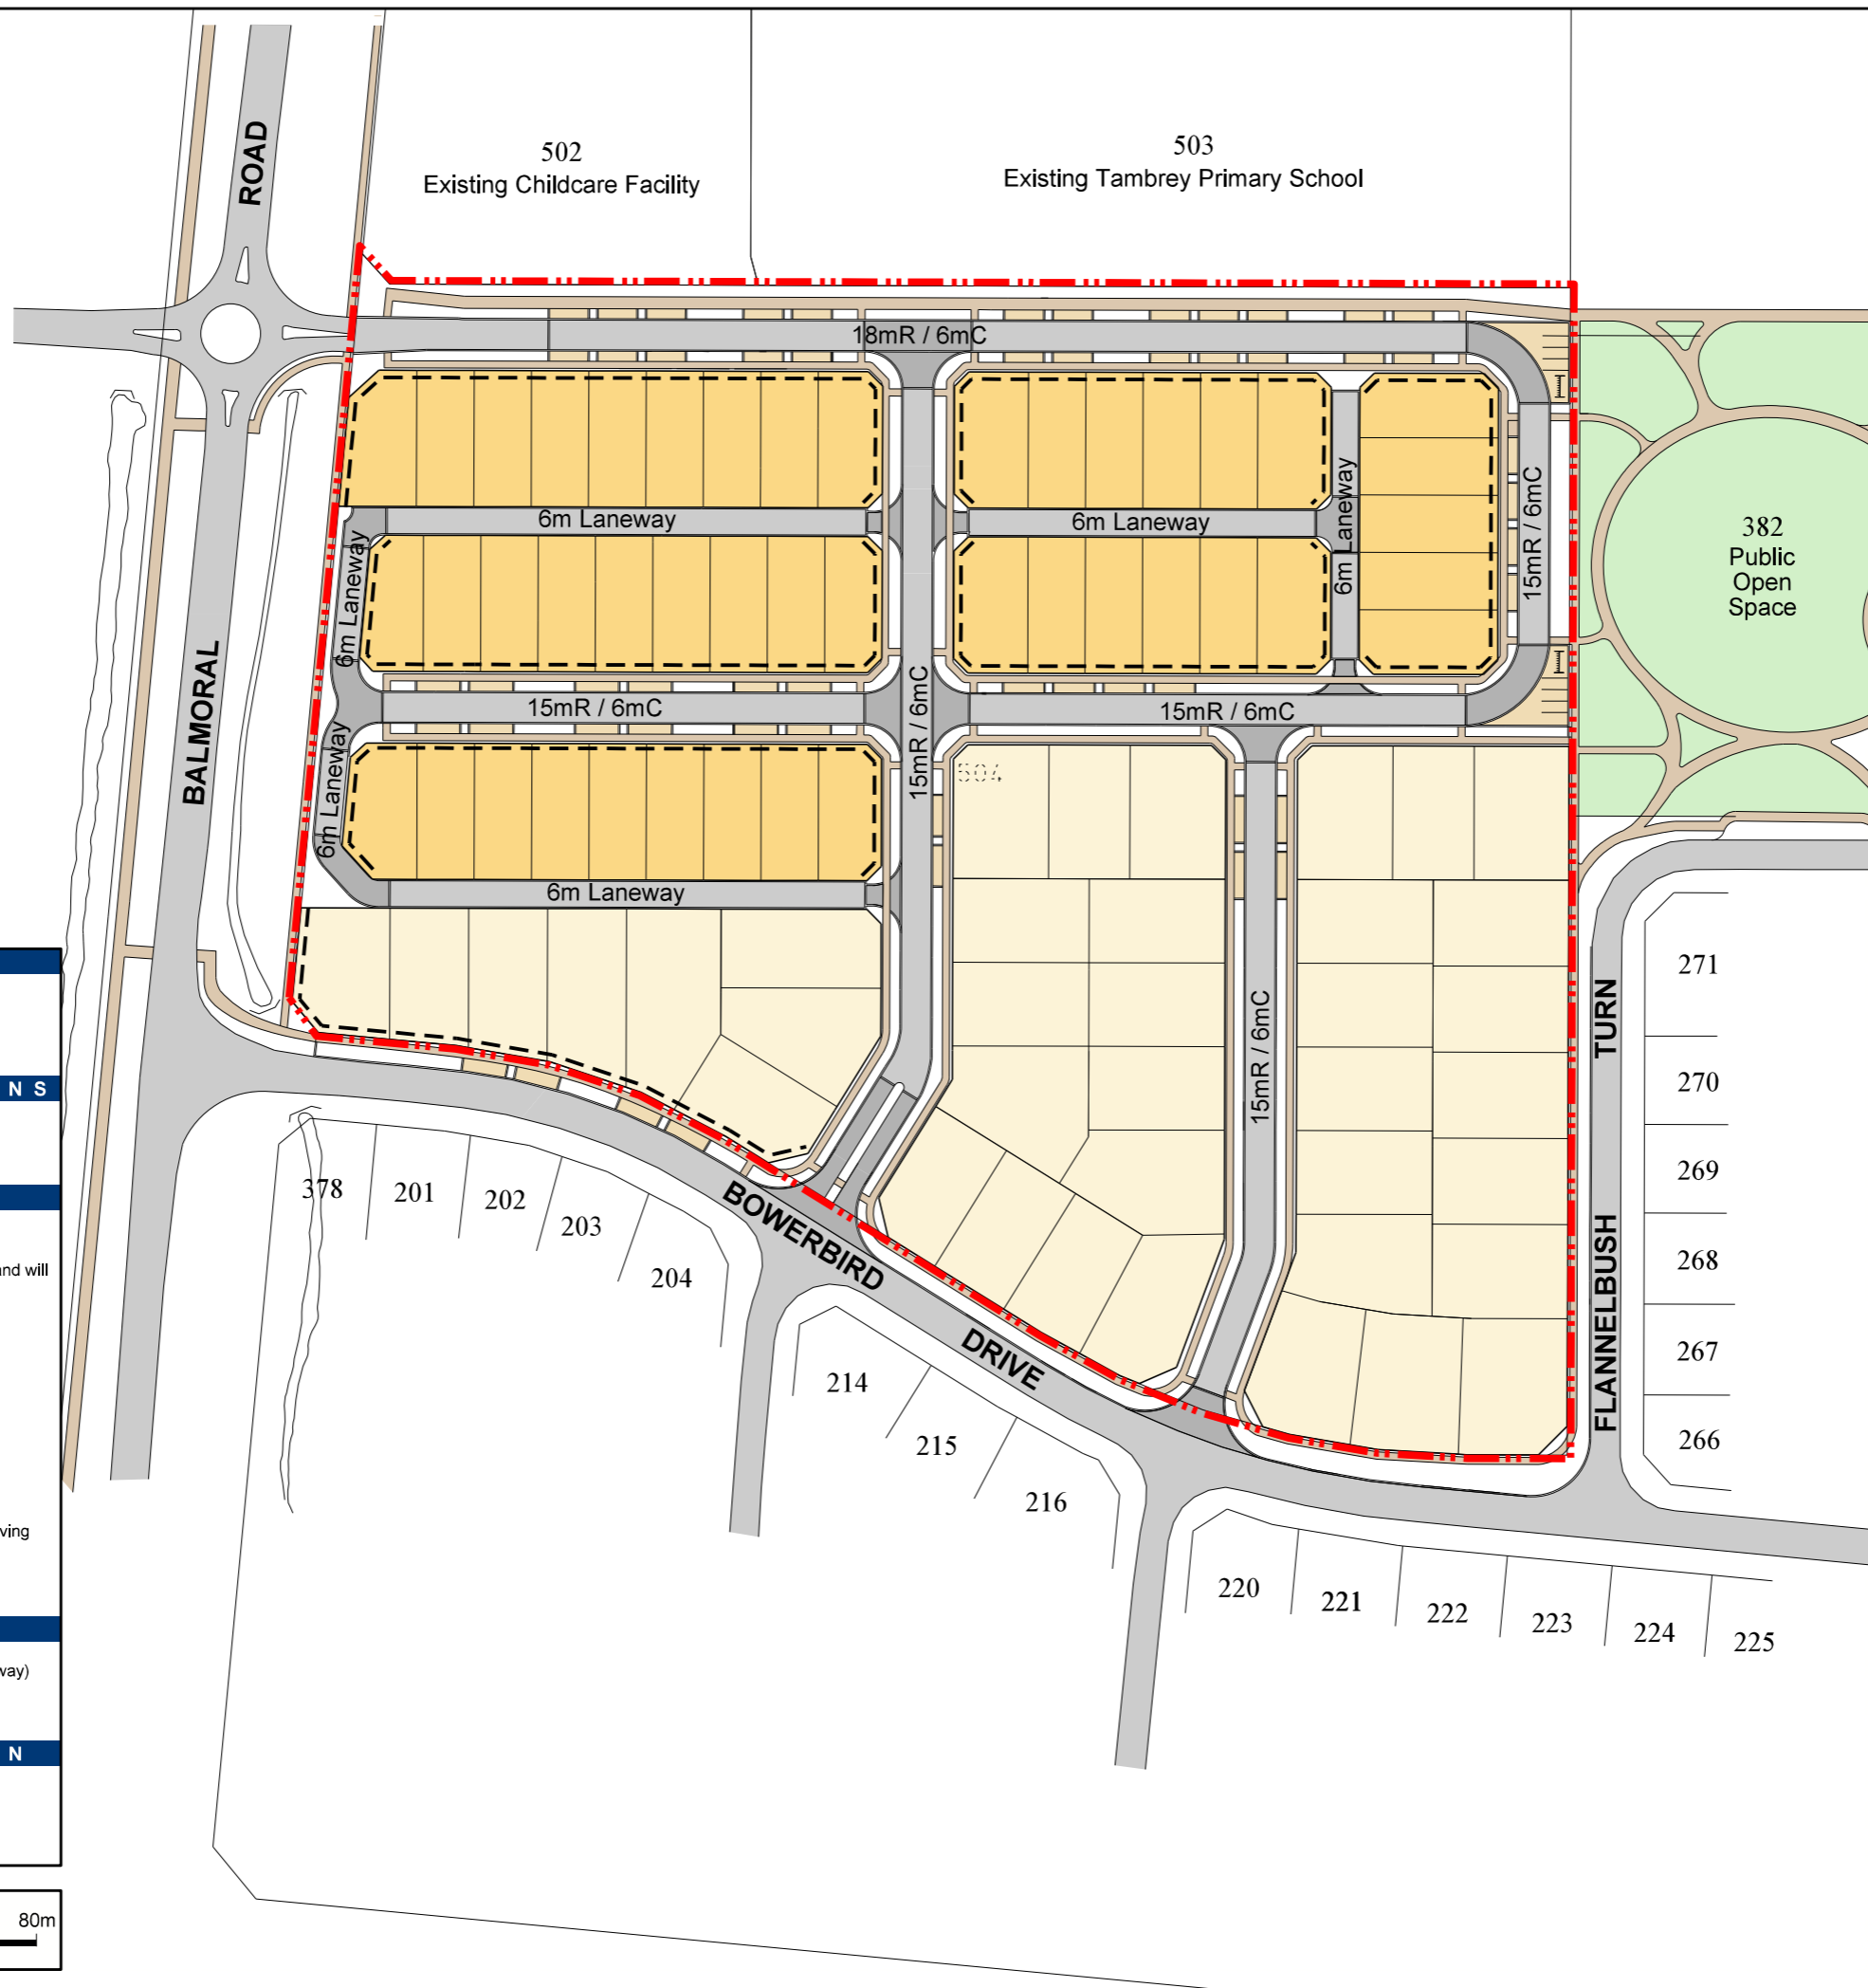 502
Existing Childcare Facility
503
Existing Tambrey Primary School
ROAD
18mR / 6mC
6m Laneway
6m Laneway
6m Laneway
6m Laneway
15mR / 6mC
382
Public
Open
Space
BALMORAL
15mR / 6mC
15mR / 6mC
15mR / 6mC
6m Laneway
504
6m Laneway
15mR / 6mC
TURN
FLANNELBUSH
271
270
269
268
267
266
N S
and will
ving
way)
N
80m
378
201
202
203
204
BOWERBIRD
DRIVE
214
215
216
220
221
222
223
224
225